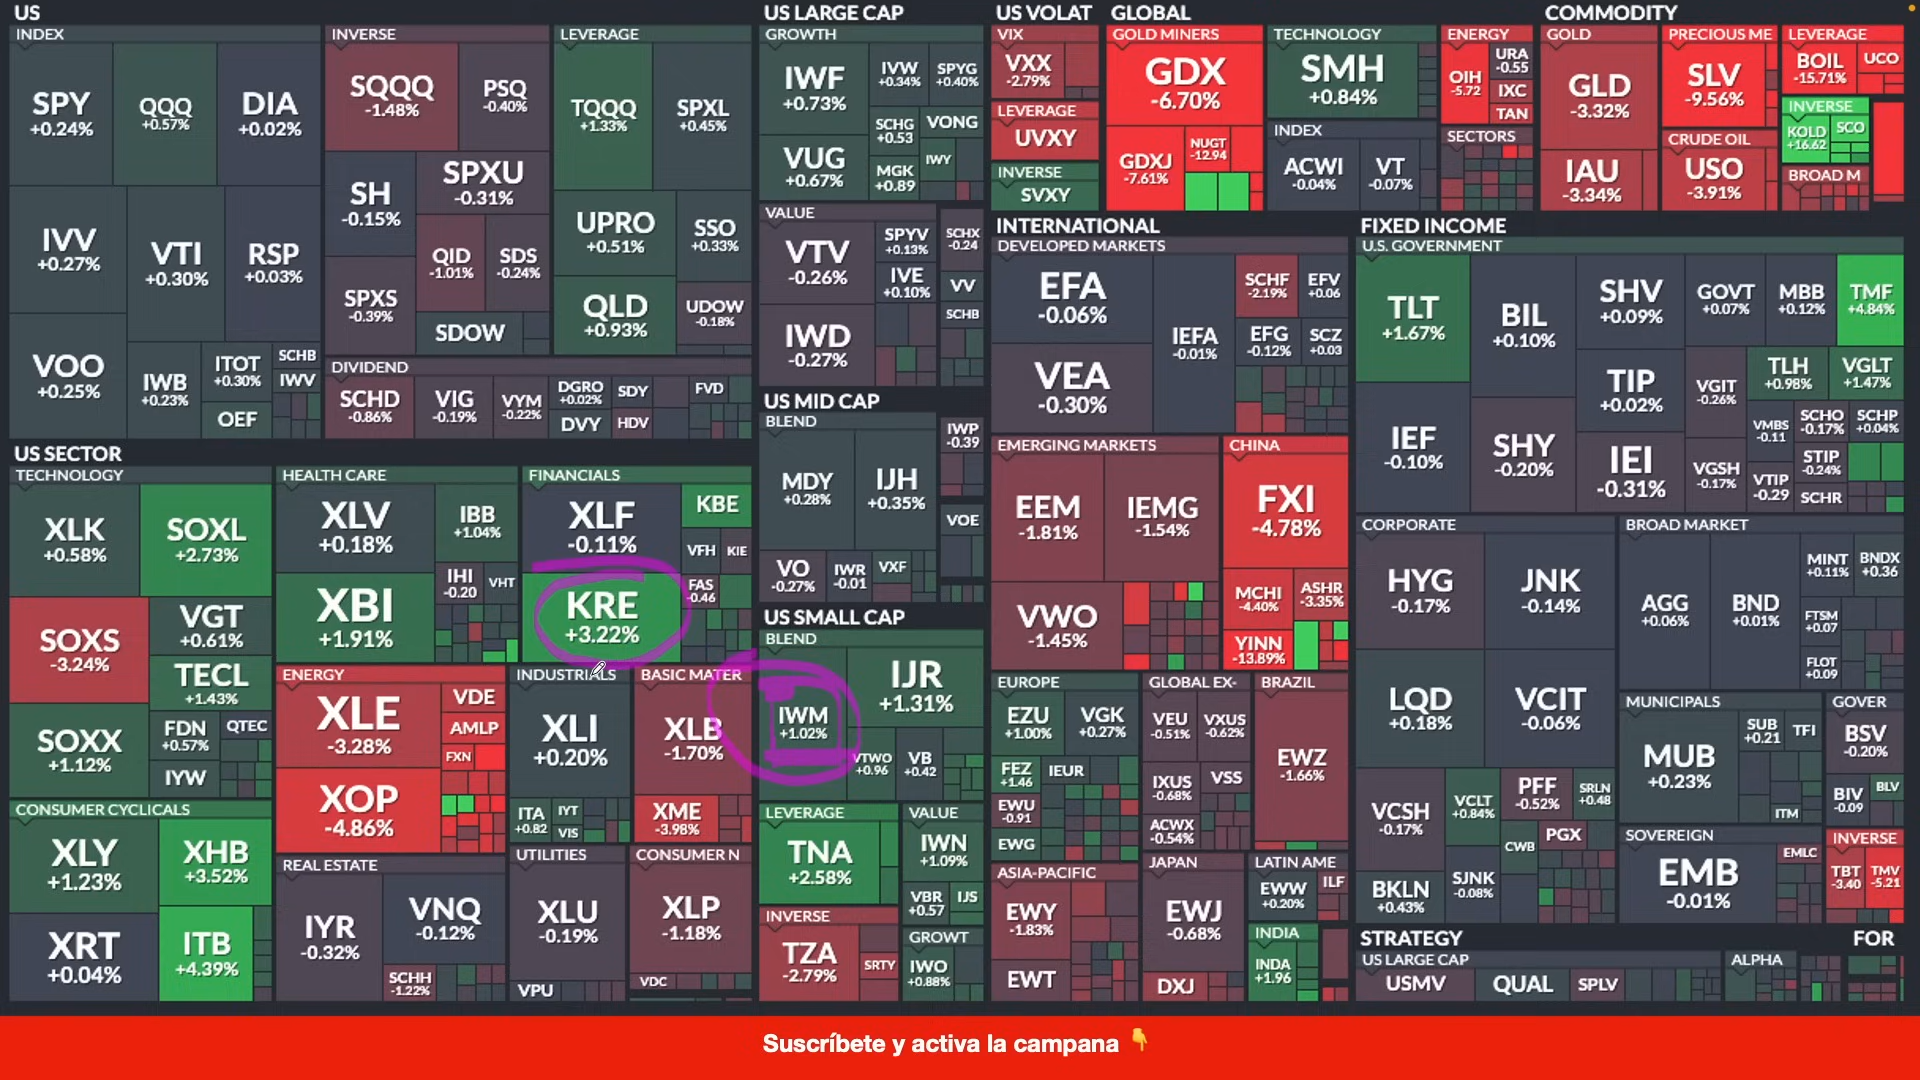 US
INDEX
SPY
+0.24%
QQQ
+0.57%
DIA
+0.02%
IVV
+0.27%
VTI
+0.30%
RSP
+0.03%
VOO
+0.25%
IWB
+0.23%
ITOT
+0.30%
OEF
SCHB
IWV
INVERSE
SQQQ
-1.48%
PSQ
-0.40%
SH
-0.15%
SPXU
-0.31%
SPXS
-0.39%
QID
-1.01%
SDS
-0.24%
SDOW
LEVERAGE
TQQQ
+1.33%
SPXL
+0.45%
UPRO
+0.51%
SSO
+0.33%
QLD
+0.93%
UDOW
-0.18%
DIVIDEND
SCHD
-0.86%
VIG
-0.19%
VYM
-0.22%
DGRO
+0.02%
DVY
SDY
HDV
FVD
US SECTOR
TECHNOLOGY
XLK
+0.58%
SOXL
+2.73%
SOXS
-3.24%
VGT
+0.61%
TECL
+1.43%
SOXX
+1.12%
FDN
+0.57%
QTEC
IYW
CONSUMER CYCLICALS
XLY
+1.23%
XHB
+3.52%
XRT
+0.04%
ITB
+4.39%
HEALTH CARE
XLV
+0.18%
IBB
+1.04%
XBI
+1.91%
IHI
-0.20
VHT
FINANCIALS
XLF
-0.11%
KBE
VFH
KIE
KRE
+3.22%
FAS
-0.46
ENERGY
XLE
-3.28%
VDE
AMLP
FXN
XOP
-4.86%
INDUSTRIALS
XLI
+0.20%
ITA
+0.82
IYT
VIS
BASIC MATER
XLB
-1.70%
XME
-3.98%
REAL ESTATE
IYR
-0.32%
VNQ
-0.12%
SCHH
-1.22%
UTILITIES
XLU
-0.19%
VPU
CONSUMER N
XLP
-1.18%
VDC
US LARGE CAP
GROWTH
IWF
+0.73%
IVW
+0.34%
SPYG
+0.40%
VUG
+0.67%
SCHG
+0.53
VONG
MGK
+0.89
IWY
VALUE
VTV
-0.26%
SPYV
+0.13%
IVE
+0.10%
IWD
-0.27%
SCHX
-0.24
VV
SCHB
US MID CAP
BLEND
MDY
+0.28%
IJH
+0.35%
VO
-0.27%
IWR
-0.01
VXF
IWP
-0.39
VOE
US SMALL CAP
BLEND
IWM
+1.02%
IJR
+1.31%
VTWO
+0.96
VB
+0.42
LEVERAGE
TNA
+2.58%
INVERSE
TZA
-2.79%
SRTY
VALUE
IWN
+1.09%
VBR
+0.57
IJS
GROWT
IWO
+0.88%
US VOLAT
VIX
VXX
-2.79%
LEVERAGE
UVXY
INVERSE
SVXY
GLOBAL
GOLD MINERS
GDX
-6.70%
GDXJ
-7.61%
NUGT
-12.94
TECHNOLOGY
SMH
+0.84%
INDEX
ACWI
-0.04%
VT
-0.07%
ENERGY
OIH
-5.72
URA
-0.55
IXC
TAN
SECTORS
COMMODITY
GOLD
GLD
-3.32%
IAU
-3.34%
PRECIOUS ME
SLV
-9.56%
CRUDE OIL
USO
-3.91%
LEVERAGE
BOIL
-15.71%
UCO
INVERSE
KOLD
+16.62
SCO
BROAD M
INTERNATIONAL
DEVELOPED MARKETS
EFA
-0.06%
VEA
-0.30%
IEFA
-0.01%
SCHF
-2.19%
EFV
+0.06
EFG
-0.12%
SCZ
+0.03
EMERGING MARKETS
EEM
-1.81%
IEMG
-1.54%
VWO
-1.45%
CHINA
FXI
-4.78%
MCHI
-4.40%
ASHR
-3.35%
YINN
-13.89%
EUROPE
EZU
+1.00%
VGK
+0.27%
FEZ
+1.46
IEUR
EWU
-0.91
EWG
GLOBAL EX-
VEU
-0.51%
VXUS
-0.62%
IXUS
-0.68%
VSS
ACWX
-0.54%
BRAZIL
EWZ
-1.66%
ASIA-PACIFIC
EWY
-1.83%
EWT
JAPAN
EWJ
-0.68%
DXJ
LATIN AME
EWW
+0.20%
ILF
INDIA
INDA
+1.96
FIXED INCOME
U.S. GOVERNMENT
TLT
+1.67%
BIL
+0.10%
SHV
+0.09%
GOVT
+0.07%
MBB
+0.12%
TMF
+4.84%
IEF
-0.10%
SHY
-0.20%
TIP
+0.02%
IEI
-0.31%
VGIT
-0.26%
TLH
+0.98%
VGLT
+1.47%
VGSH
-0.17%
VMBS
-0.11
SCHO
-0.17%
SCHP
+0.04%
VTIP
-0.29
STIP
-0.24%
SCHR
CORPORATE
HYG
-0.17%
JNK
-0.14%
LQD
+0.18%
VCIT
-0.06%
VCSH
-0.17%
VCLT
+0.84%
PFF
-0.52%
SRLN
+0.48
BKLN
+0.43%
SJNK
-0.08%
CWB
PGX
BROAD MARKET
AGG
+0.06%
BND
+0.01%
MINT
+0.11%
BNDX
+0.36
FTSM
+0.07
FLOT
+0.09
MUNICIPALS
MUB
+0.23%
SUB
+0.21
TFI
ITM
GOVER
BSV
-0.20%
BIV
-0.09
BLV
SOVEREIGN
EMB
-0.01%
EMLC
INVERSE
TBT
-3.40
TMV
-5.21
STRATEGY
US LARGE CAP
USMV
QUAL
SPLV
ALPHA
FOR
Suscríbete y activa la campana 👇